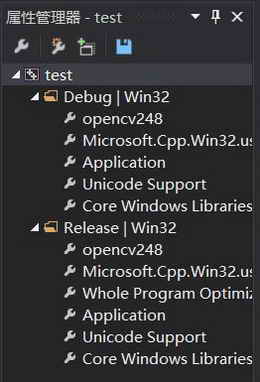 属性管理器 - test
test
Debug | Win32
opencv248
Microsoft.Cpp.Win32.us
Application
Unicode Support
Core Windows Libraries
Release | Win32
opencv248
Microsoft.Cpp.Win32.us
Whole Program Optimiz
Application
Unicode Support
Core Windows Libraries